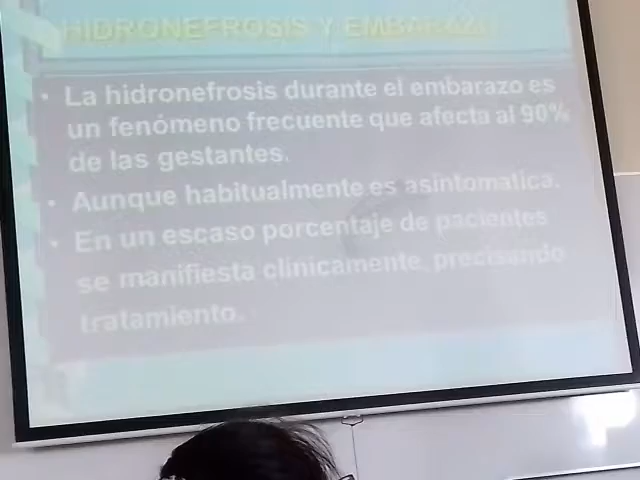 HIDRONEFROSIS Y EMBARAZO
• La hidronefrosis durante el embarazo es
un fenómeno frecuente que afecta al 90%
de las gestantes.
• Aunque habitualmente es asintomatica.
• En un escaso porcentaje de pacientes
se manifiesta clínicamente, precisando
tratamiento.